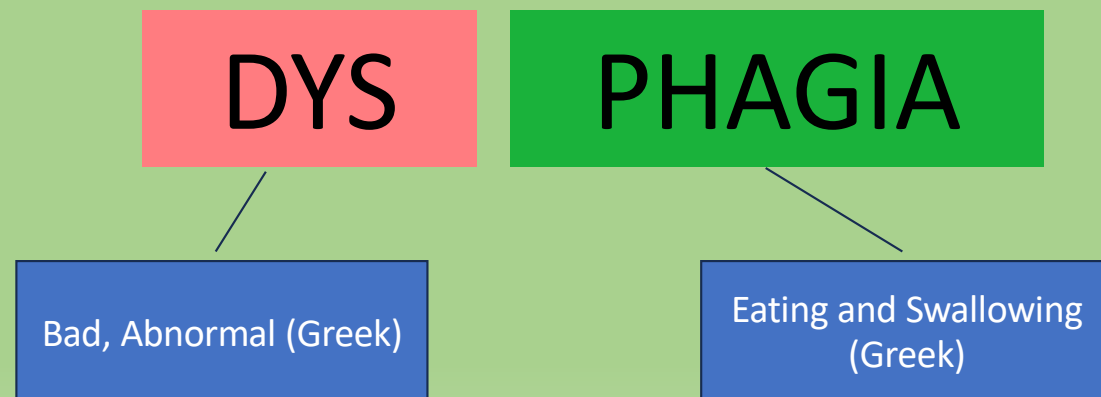 DYS PHAGIA
Bad, Abnormal (Greek)
Eating and Swallowing
(Greek)